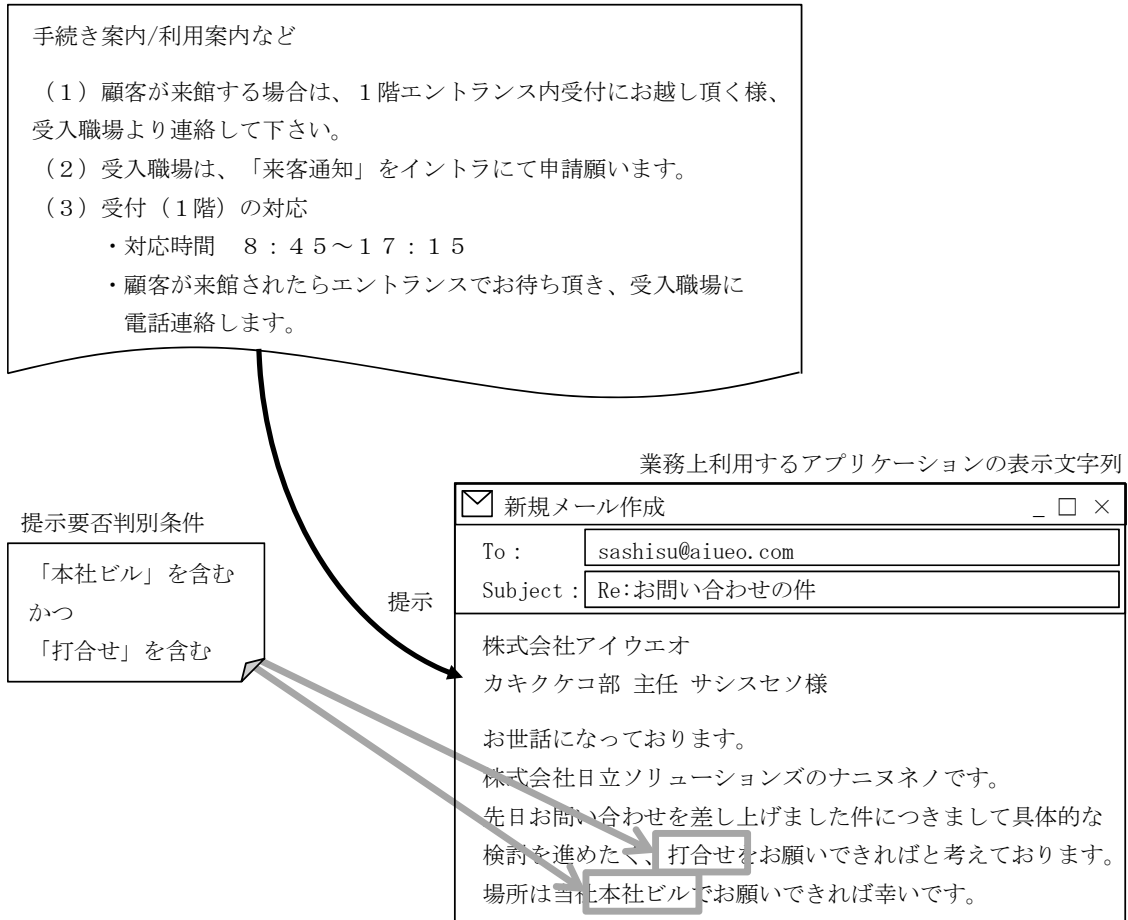 手続き案内/利用案内など
（１）顧客が来館する場合は、１階エントランス内受付にお越し頂く様、
受入職場より連絡して下さい。
（２）受入職場は、「来客通知」をイントラにて申請願います。
（３）受付（１階）の対応
・対応時間　８：４５～１７：１５
・顧客が来館されたらエントランスでお待ち頂き、受入職場に
電話連絡します。
業務上利用するアプリケーションの表示文字列
新規メール作成 _ □ ×
To： sashisu@aiueo.com
Subject： Re:お問い合わせの件
提示要否判別条件
「本社ビル」を含む
かつ
「打合せ」を含む
提示
株式会社アイウエオ
カキクケコ部 主任 サシスセソ様
お世話になっております。
株式会社日立ソリューションズのナニヌネノです。
先日お問い合わせを差し上げました件につきまして具体的な
検討を進めたく、打合せをお願いできればと考えております。
場所は当社本社ビルでお願いできれば幸いです。